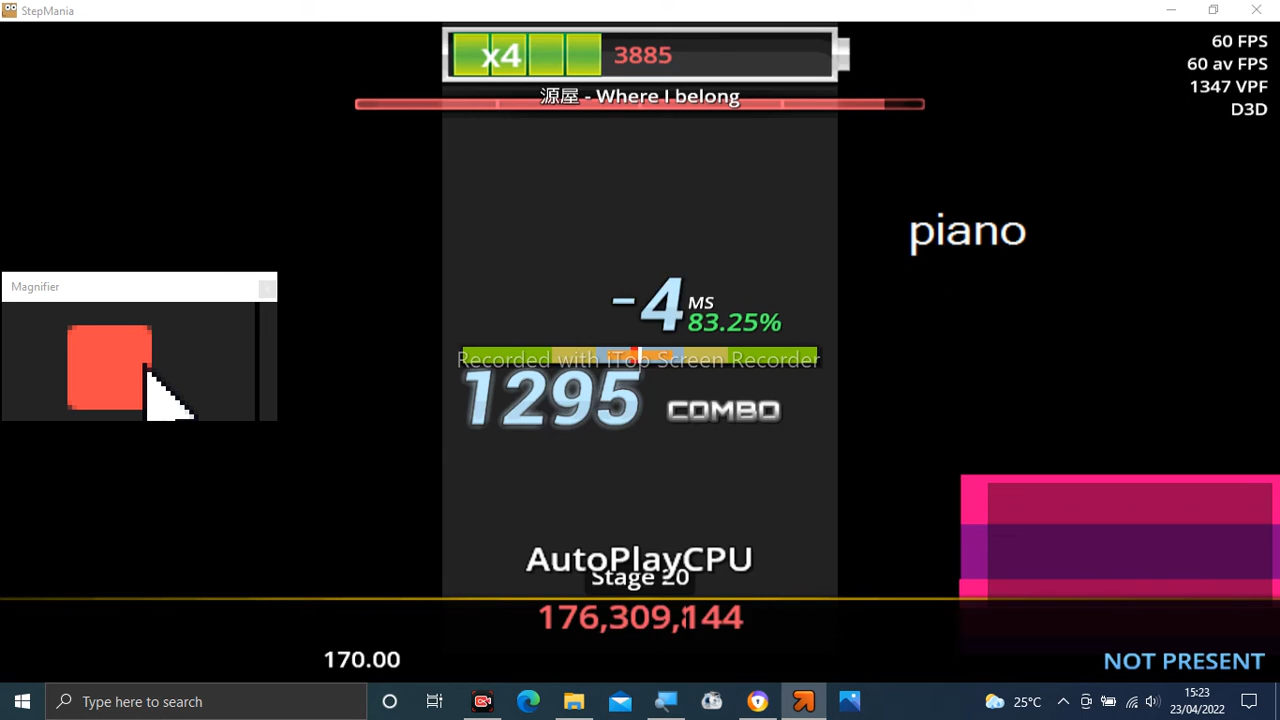 StepMania
x4 3885
源屋 - Where I belong
60 FPS
60 av FPS
1347 VPF
D3D
piano
Magnifier
-4 MS
83.25%
Recorded with iTop Screen Recorder
1295 COMBO
AutoPlayCPU
Stage 20
176,309,144
170.00
NOT PRESENT
Type here to search
25°C
15:23
23/04/2022